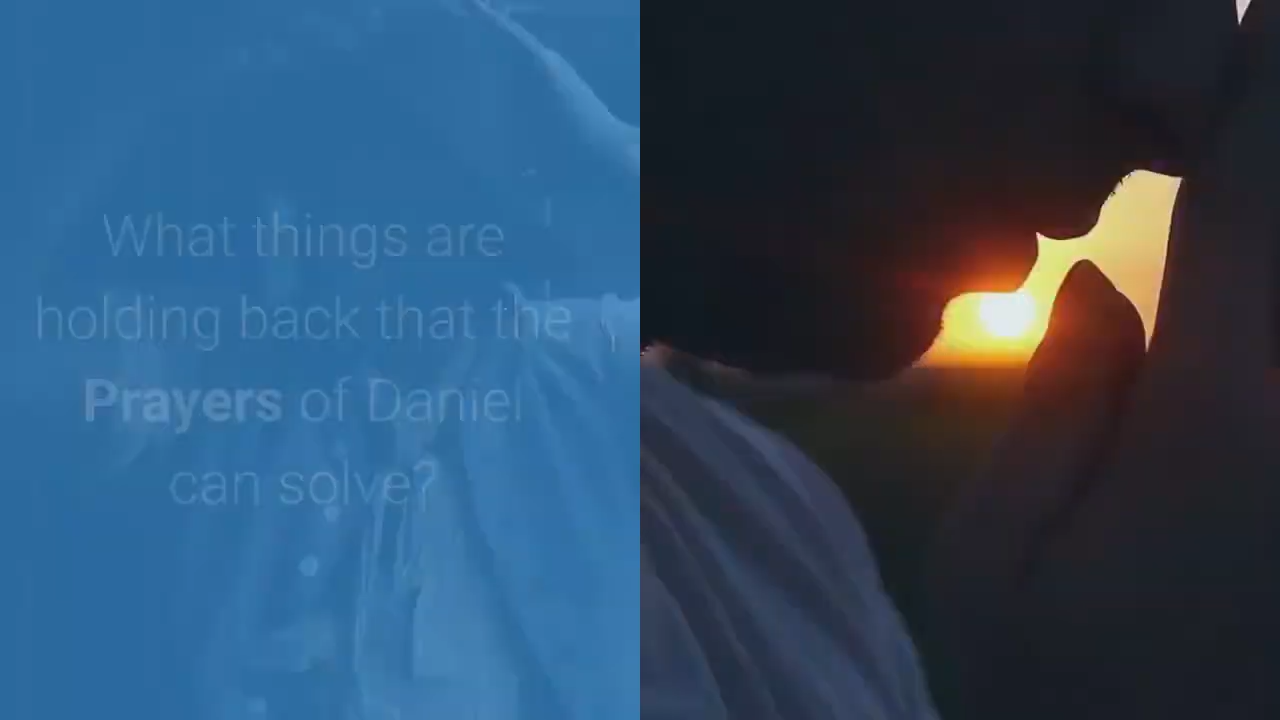 What things are
holding back that the
Prayers of Daniel
can solve?